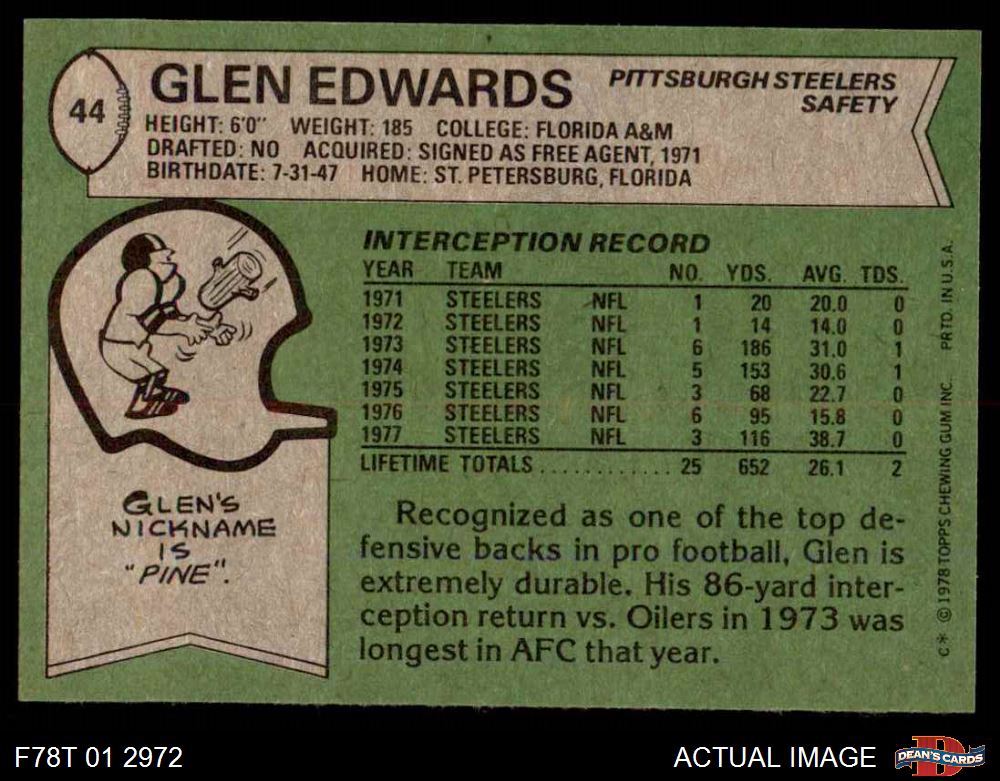 44
GLEN EDWARDS
PITTSBURGH STEELERS
SAFETY
HEIGHT: 6'0" WEIGHT: 185 COLLEGE: FLORIDA A&M
DRAFTED: NO ACQUIRED: SIGNED AS FREE AGENT, 1971
BIRTHDATE: 7-31-47 HOME: ST. PETERSBURG, FLORIDA
GLEN'S
NICKNAME
IS
"PINE".
INTERCEPTION RECORD
YEAR TEAM NO. YDS. AVG. TDS.
1971 STEELERS NFL 1 20 20.0 0
1972 STEELERS NFL 1 14 14.0 0
1973 STEELERS NFL 6 186 31.0 1
1974 STEELERS NFL 5 153 30.6 1
1975 STEELERS NFL 3 68 22.7 0
1976 STEELERS NFL 6 95 15.8 0
1977 STEELERS NFL 3 116 38.7 0
LIFETIME TOTALS............ 25 652 26.1 2
Recognized as one of the top de-
fensive backs in pro football, Glen is
extremely durable. His 86-yard inter-
ception return vs. Oilers in 1973 was
longest in AFC that year.
C* © 1978 TOPPS CHEWING GUM INC. PRTD. IN U.S.A.
F78T 01 2972
ACTUAL IMAGE
D
DEAN'S CARDS